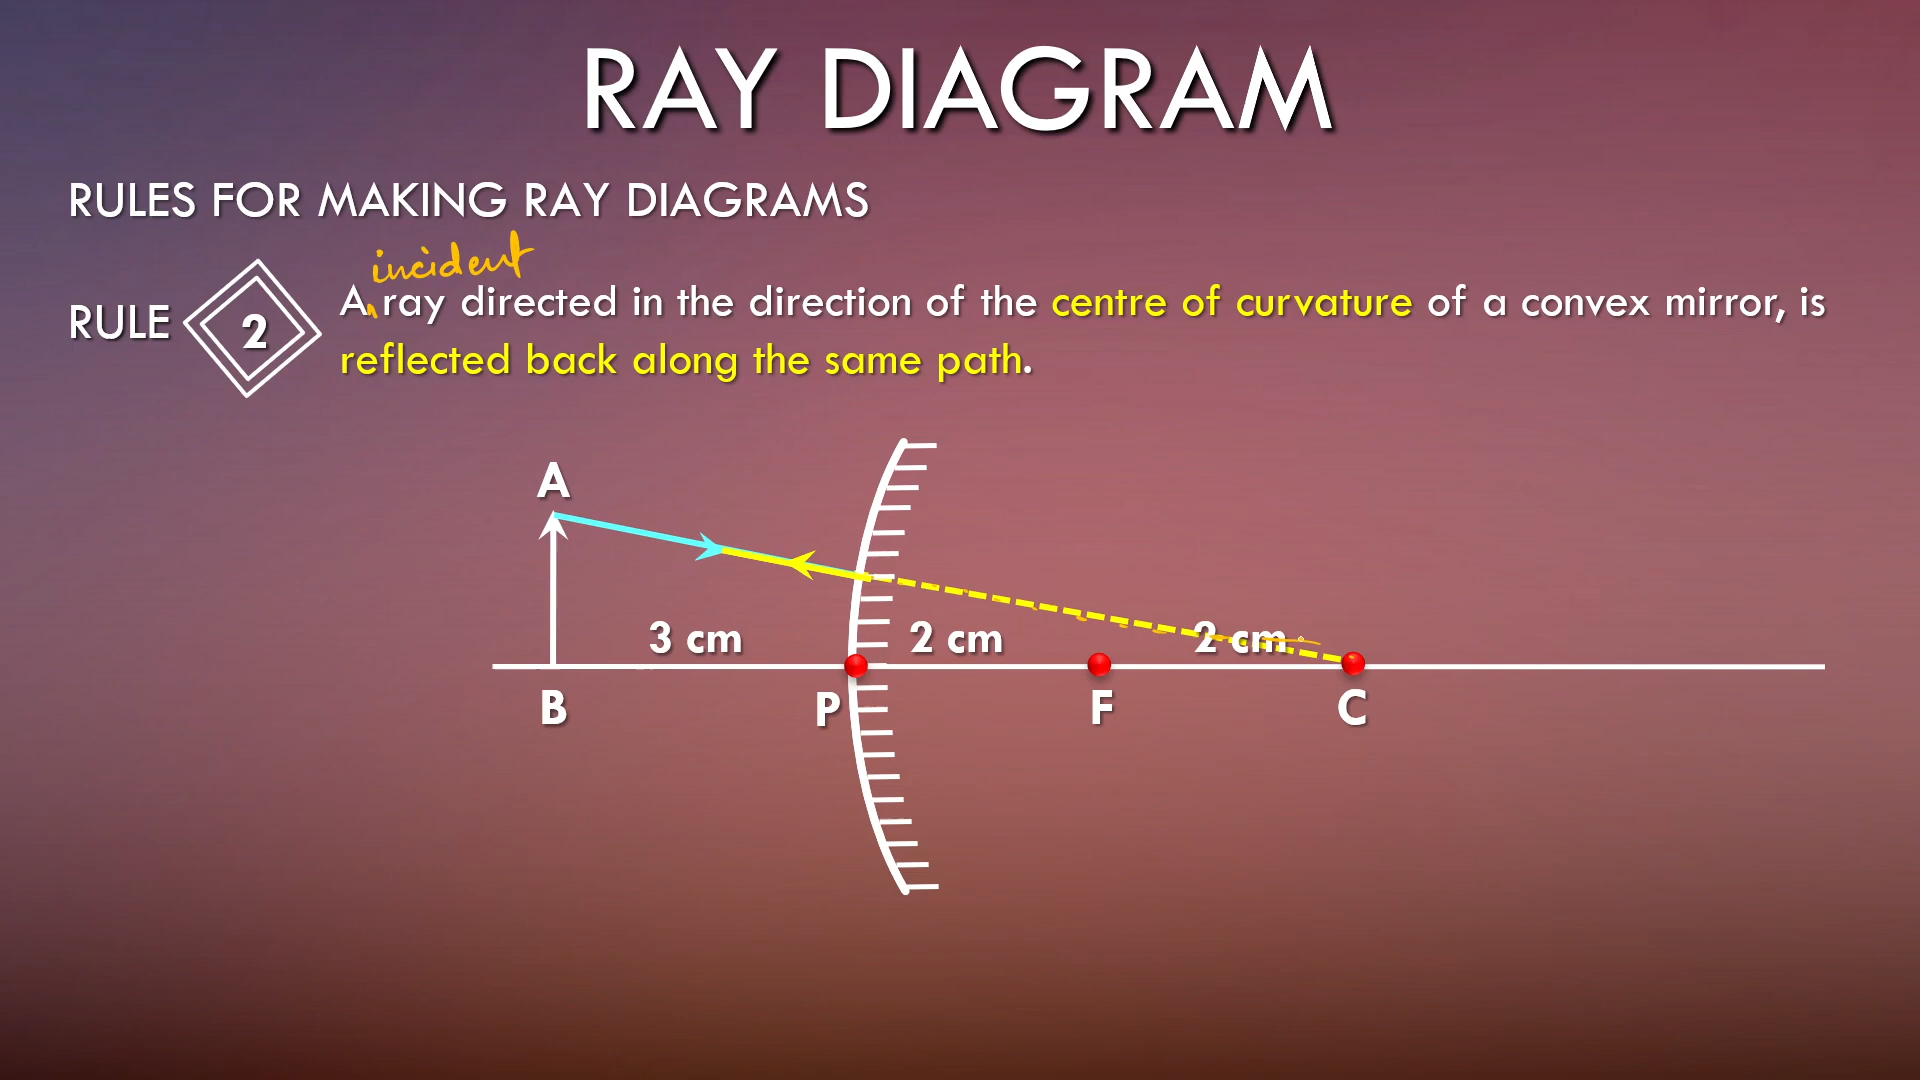 RAY DIAGRAM
RULES FOR MAKING RAY DIAGRAMS
incident
RULE 2 A ray directed in the direction of the centre of curvature of a convex mirror, is
reflected back along the same path.
A
3 cm 2 cm 2 cm
B P F C